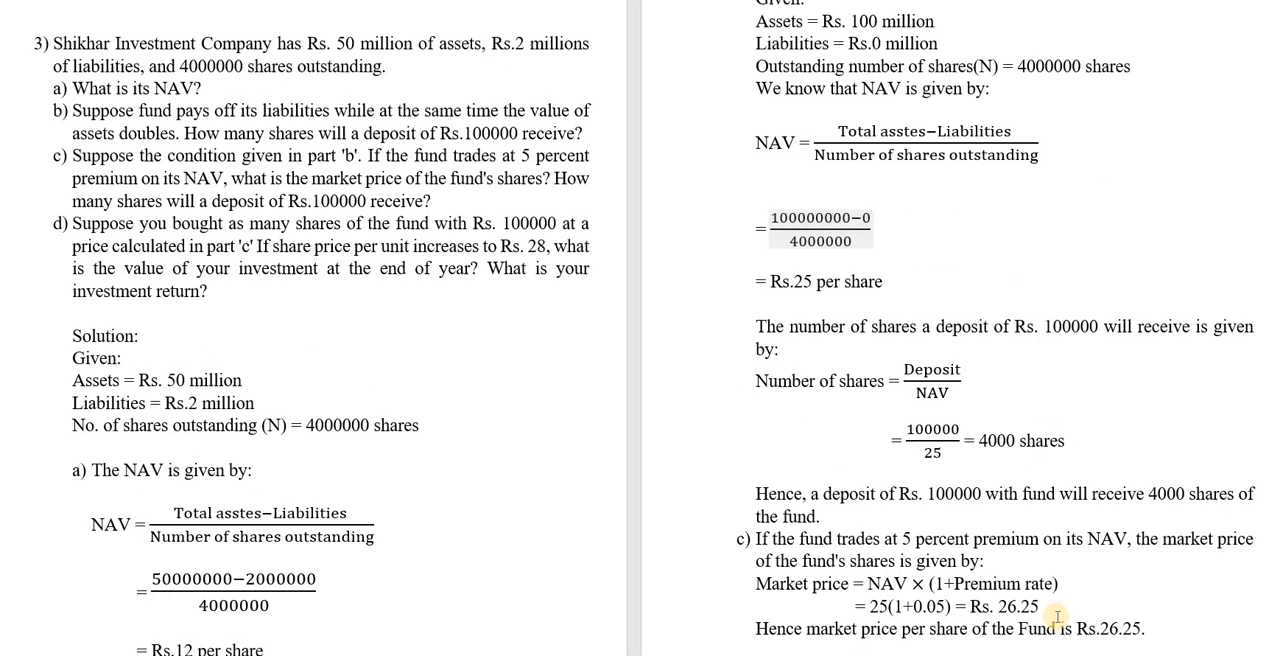 3) Shikhar Investment Company has Rs. 50 million of assets, Rs.2 millions
of liabilities, and 4000000 shares outstanding.
a) What is its NAV?
b) Suppose fund pays off its liabilities while at the same time the value of
assets doubles. How many shares will a deposit of Rs.100000 receive?
c) Suppose the condition given in part 'b'. If the fund trades at 5 percent
premium on its NAV, what is the market price of the fund's shares? How
many shares will a deposit of Rs.100000 receive?
d) Suppose you bought as many shares of the fund with Rs. 100000 at a
price calculated in part 'c' If share price per unit increases to Rs. 28, what
is the value of your investment at the end of year? What is your
investment return?
Solution:
Given:
Assets = Rs. 50 million
Liabilities = Rs.2 million
No. of shares outstanding (N) = 4000000 shares
a) The NAV is given by:
Total asstes−Liabilities
NAV =
Number of shares outstanding
50000000−2000000
=
4000000
= Rs.12 per share
Given:
Assets = Rs. 100 million
Liabilities = Rs.0 million
Outstanding number of shares(N) = 4000000 shares
We know that NAV is given by:
Total asstes−Liabilities
NAV =
Number of shares outstanding
100000000−0
=
4000000
= Rs.25 per share
The number of shares a deposit of Rs. 100000 will receive is given
by:
Deposit
Number of shares =
NAV
100000
= = 4000 shares
25
Hence, a deposit of Rs. 100000 with fund will receive 4000 shares of
the fund.
c) If the fund trades at 5 percent premium on its NAV, the market price
of the fund's shares is given by:
Market price = NAV × (1+Premium rate)
= 25(1+0.05) = Rs. 26.25
Hence market price per share of the Fund is Rs.26.25.